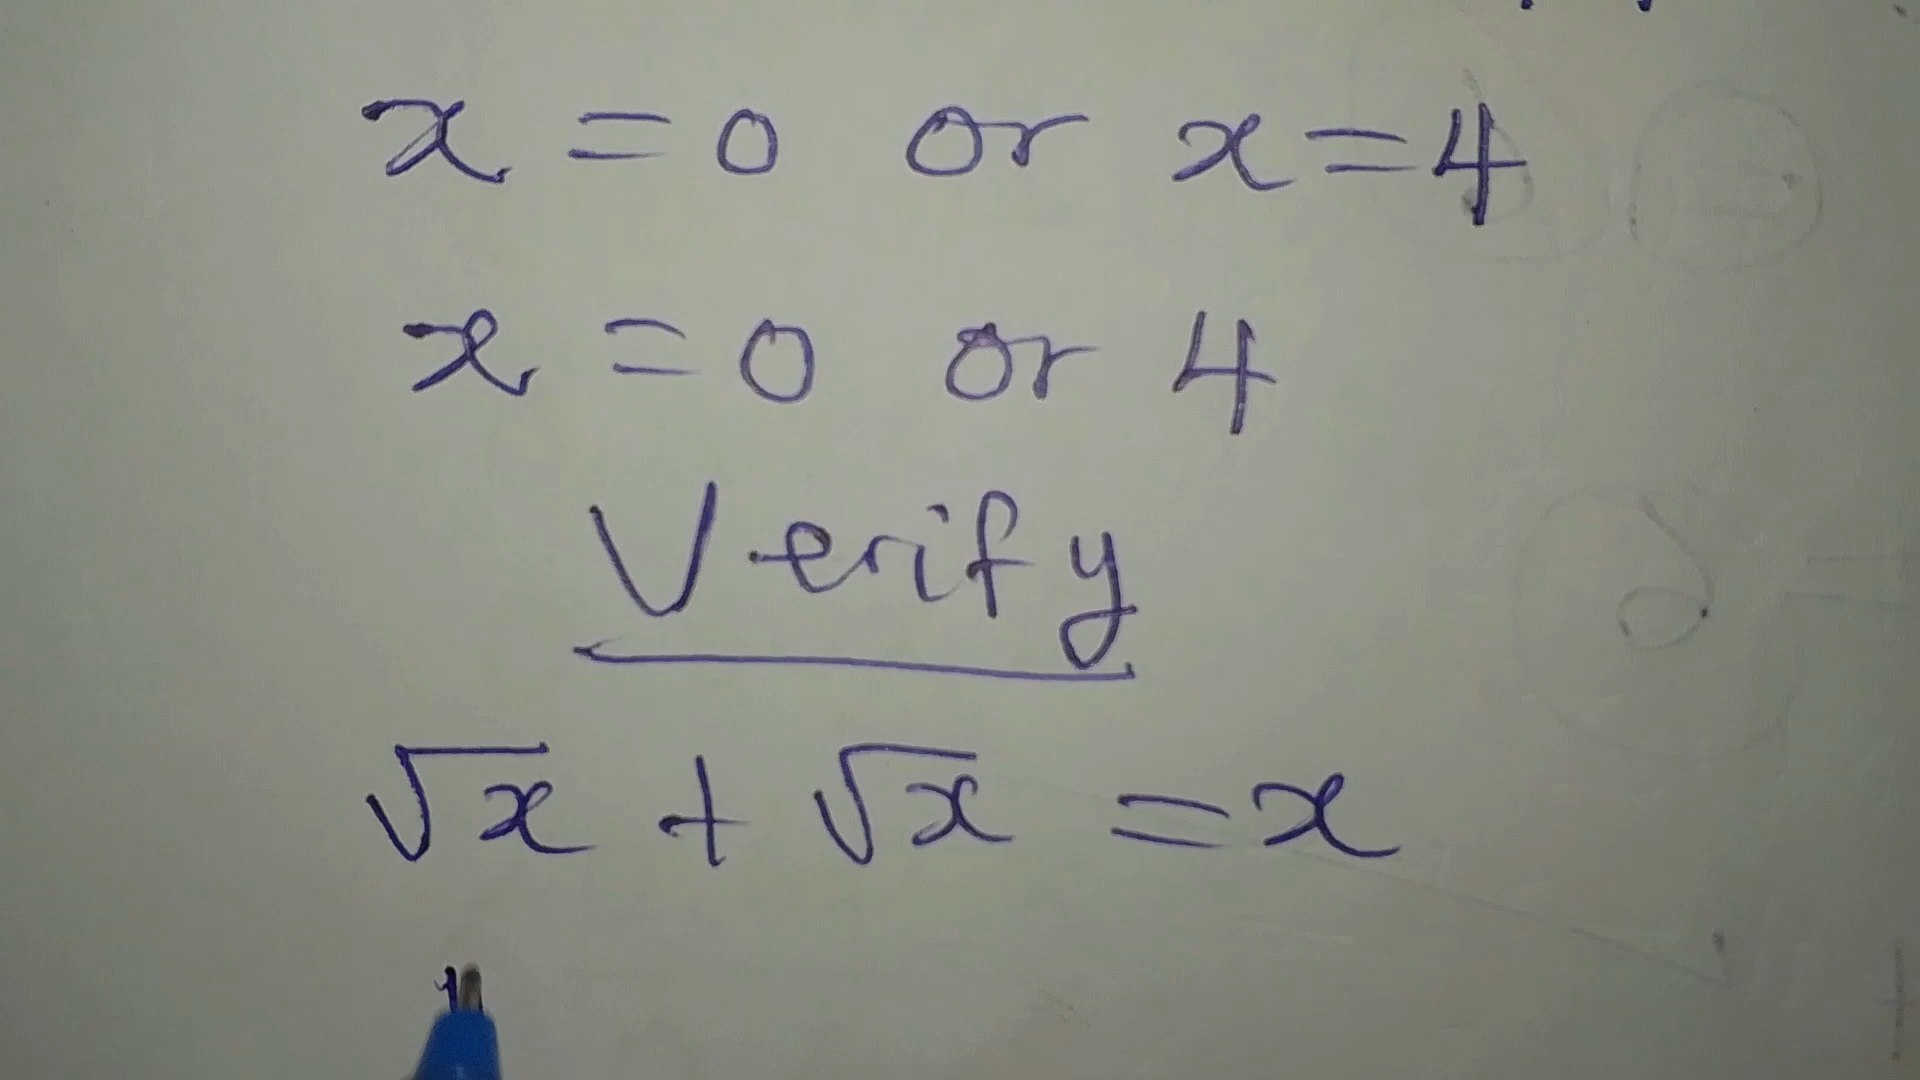 x = 0 or x = 4
x = 0 or 4
Verify
√x + √x = x